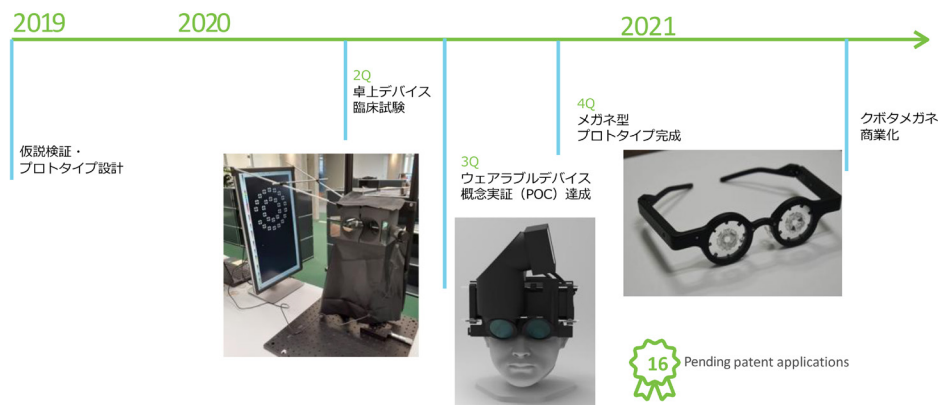 2019
2020
2021
仮説検証・
プロトタイプ設計
2Q
卓上デバイス
臨床試験
3Q
ウェアラブルデバイス
概念実証（POC）達成
4Q
メガネ型
プロトタイプ完成
クボタメガネ
商業化
16
Pending patent applications